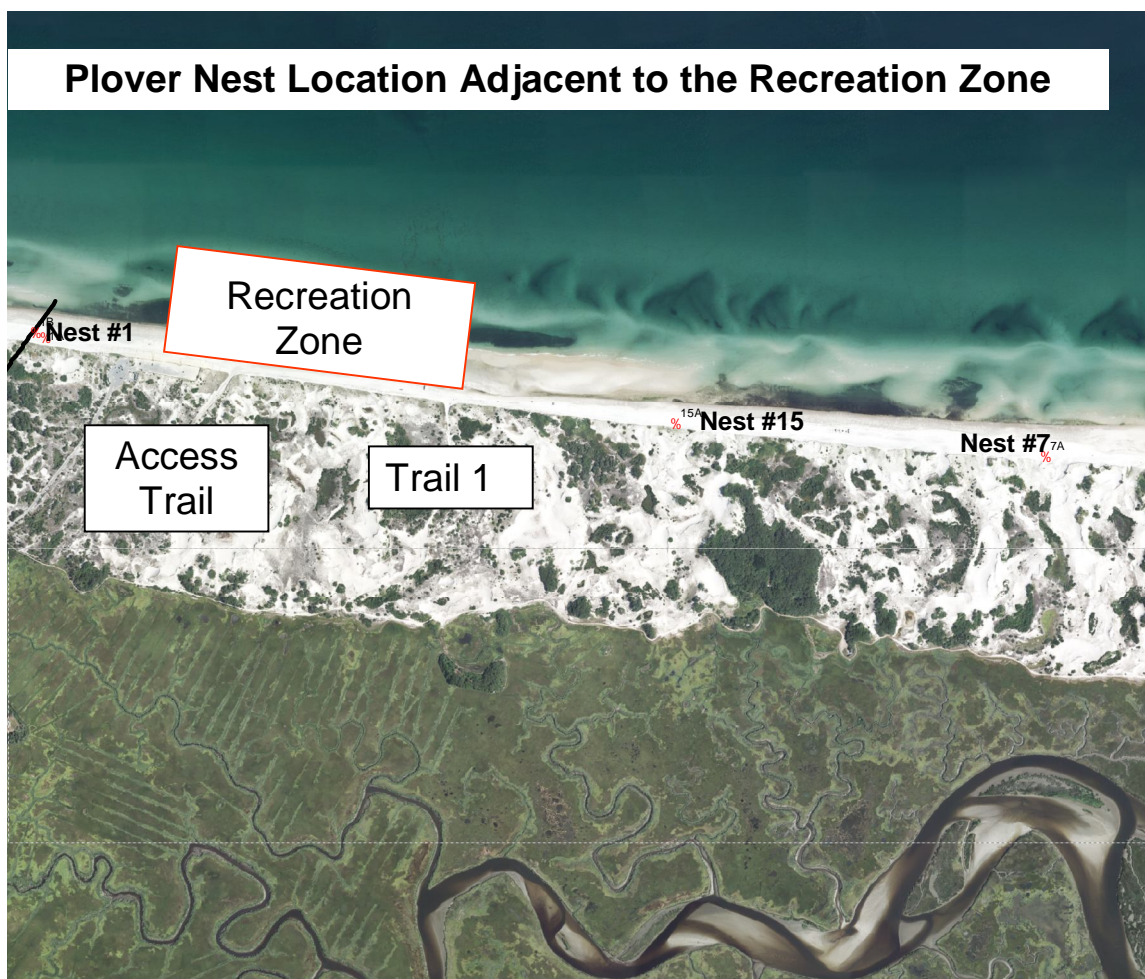 Plover Nest Location Adjacent to the Recreation Zone
Recreation
Zone
1B
% % Nest #1
15A
% Nest #15
Nest #7 7A
%
Access
Trail
Trail 1